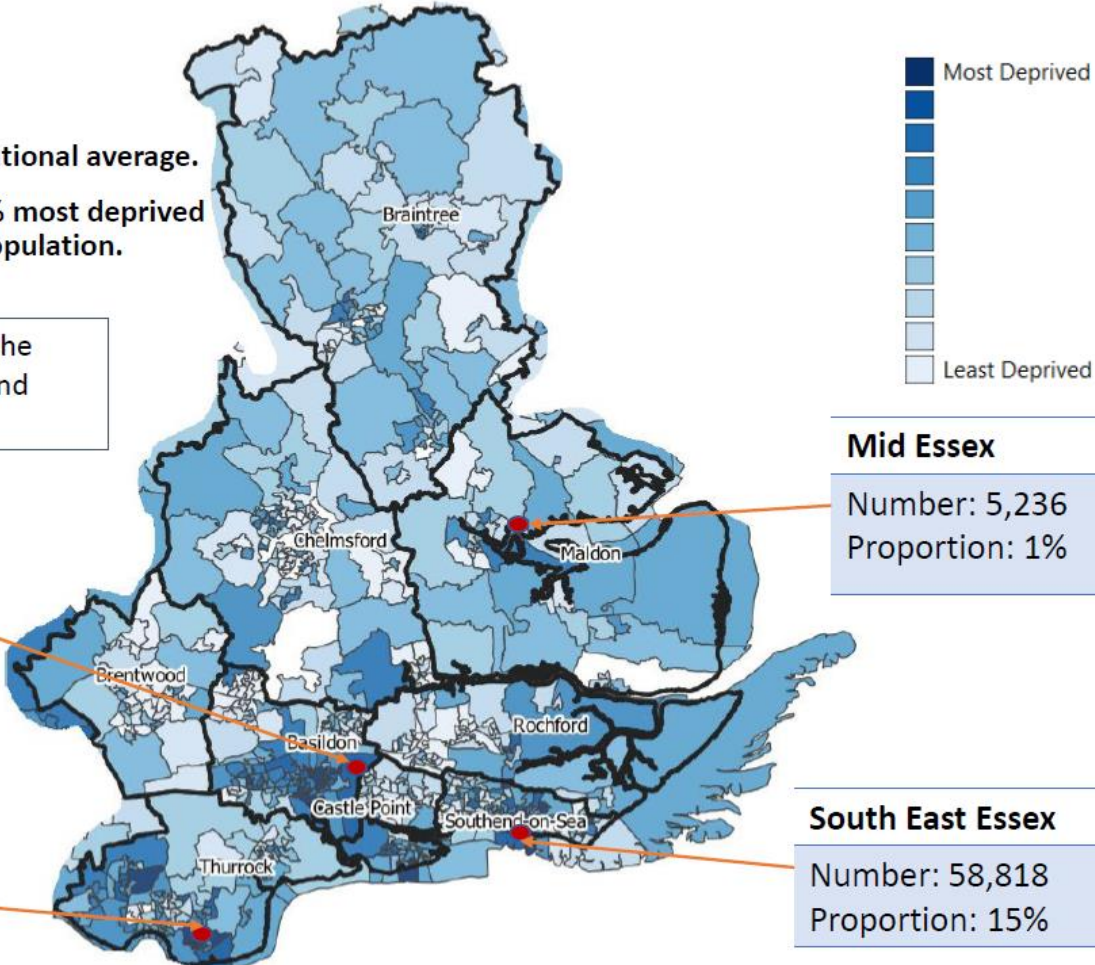 tional average.
% most deprived
opulation.
he
nd
Most Deprived
Least Deprived
Braintree
Chelmsford
Maldon
Brentwood
Basildon
Rochford
Castle Point
Southend-on-Sea
Thurrock
Mid Essex
Number: 5,236
Proportion: 1%
South East Essex
Number: 58,818
Proportion: 15%